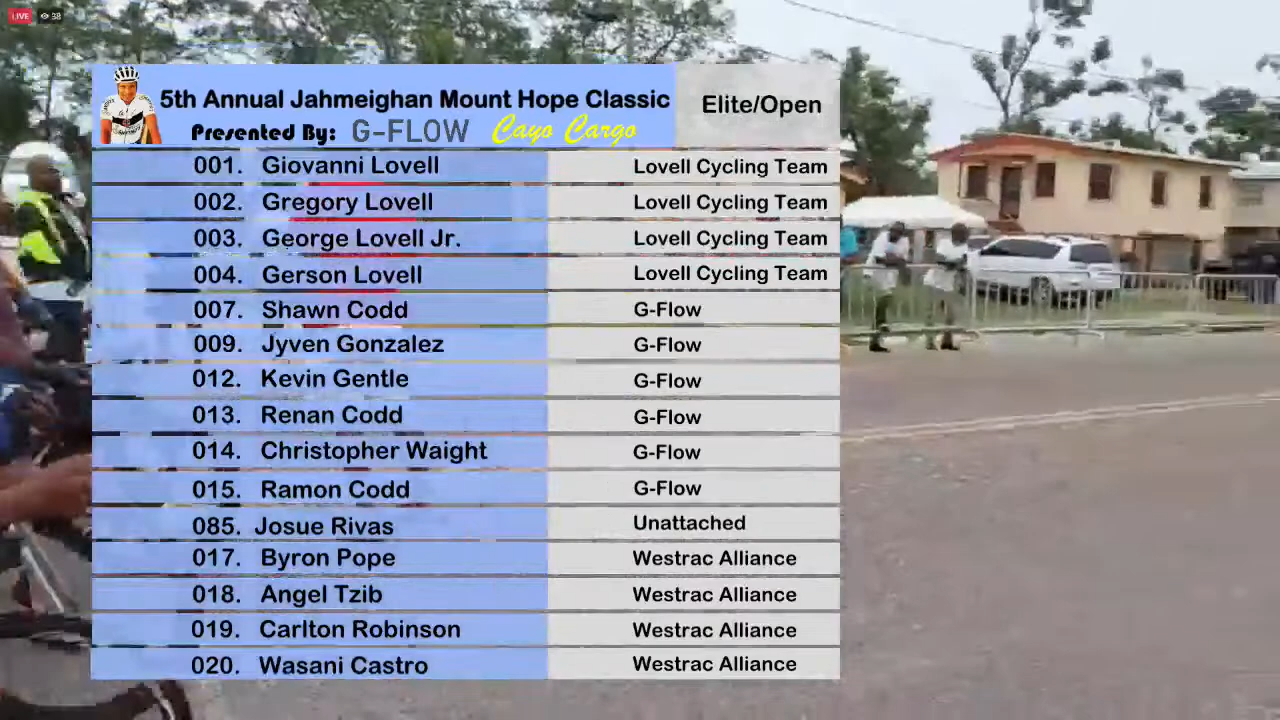 LIVE 38
5th Annual Jahmeighan Mount Hope Classic
Elite/Open
Presented By: G-FLOW Cayo Cargo
001. Giovanni Lovell Lovell Cycling Team
002. Gregory Lovell Lovell Cycling Team
003. George Lovell Jr. Lovell Cycling Team
004. Gerson Lovell Lovell Cycling Team
007. Shawn Codd G-Flow
009. Jyven Gonzalez G-Flow
012. Kevin Gentle G-Flow
013. Renan Codd G-Flow
014. Christopher Waight G-Flow
015. Ramon Codd G-Flow
085. Josue Rivas Unattached
017. Byron Pope Westrac Alliance
018. Angel Tzib Westrac Alliance
019. Carlton Robinson Westrac Alliance
020. Wasani Castro Westrac Alliance